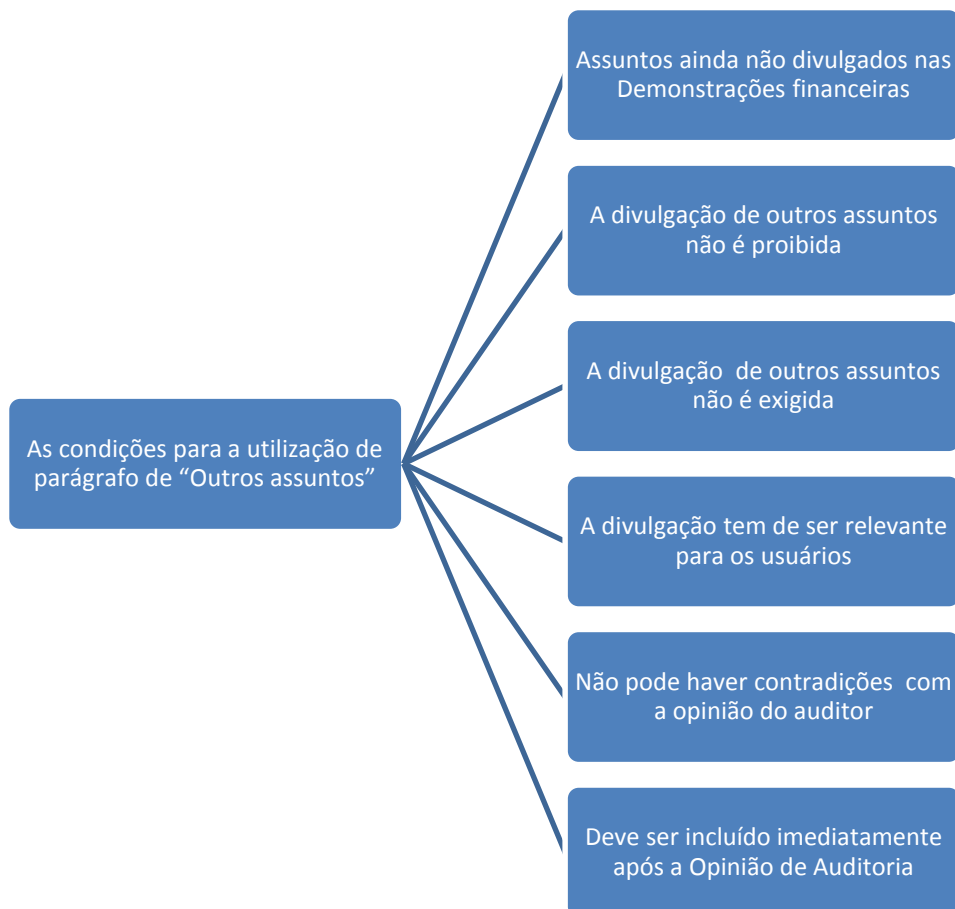 Assuntos ainda não divulgados nas
Demonstrações financeiras
A divulgação de outros assuntos
não é proibida
A divulgação de outros assuntos
não é exigida
As condições para a utilização de
parágrafo de “Outros assuntos”
A divulgação tem de ser relevante
para os usuários
Não pode haver contradições com
a opinião do auditor
Deve ser incluído imediatamente
após a Opinião de Auditoria